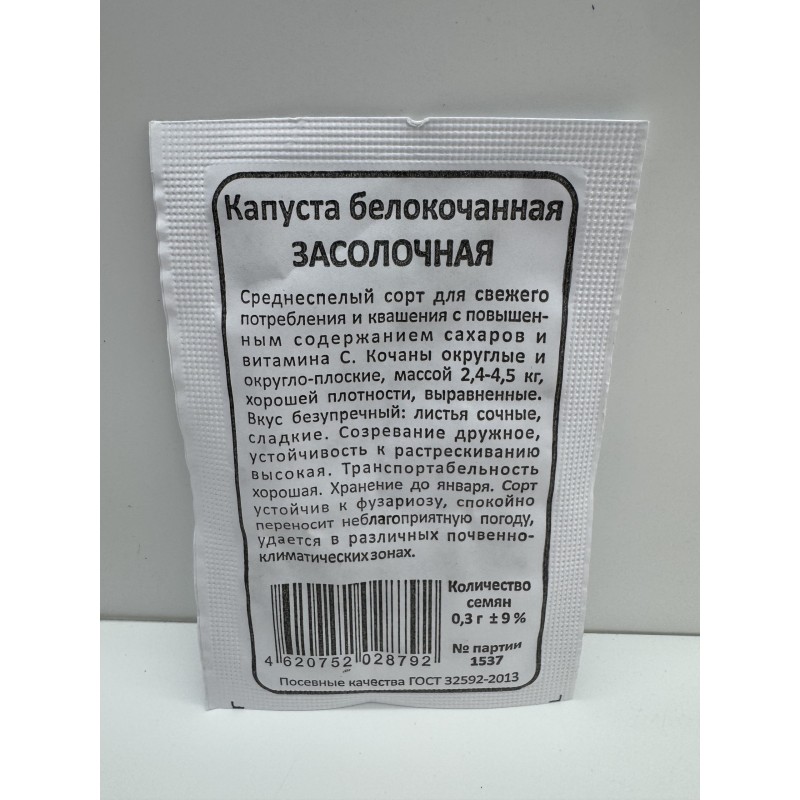 Капуста белокочанная
ЗАСОЛОЧНАЯ
Среднеспелый сорт для свежего
потребления и квашения с повышен-
ным содержанием сахаров и
витамина С. Кочаны округлые и
округло-плоские, массой 2,4-4,5 кг,
хорошей плотности, выравненные.
Вкус безупречный: листья сочные,
сладкие. Созревание дружное,
устойчивость к растрескиванию
высокая. Транспортабельность
хорошая. Хранение до января. Сорт
устойчив к фузариозу, спокойно
переносит неблагоприятную погоду,
удается в различных почвенно-
климатических зонах.
Количество
семян
0,3 г ± 9 %
№ партии
1537
4 620752 028792
Посевные качества ГОСТ 32592-2013